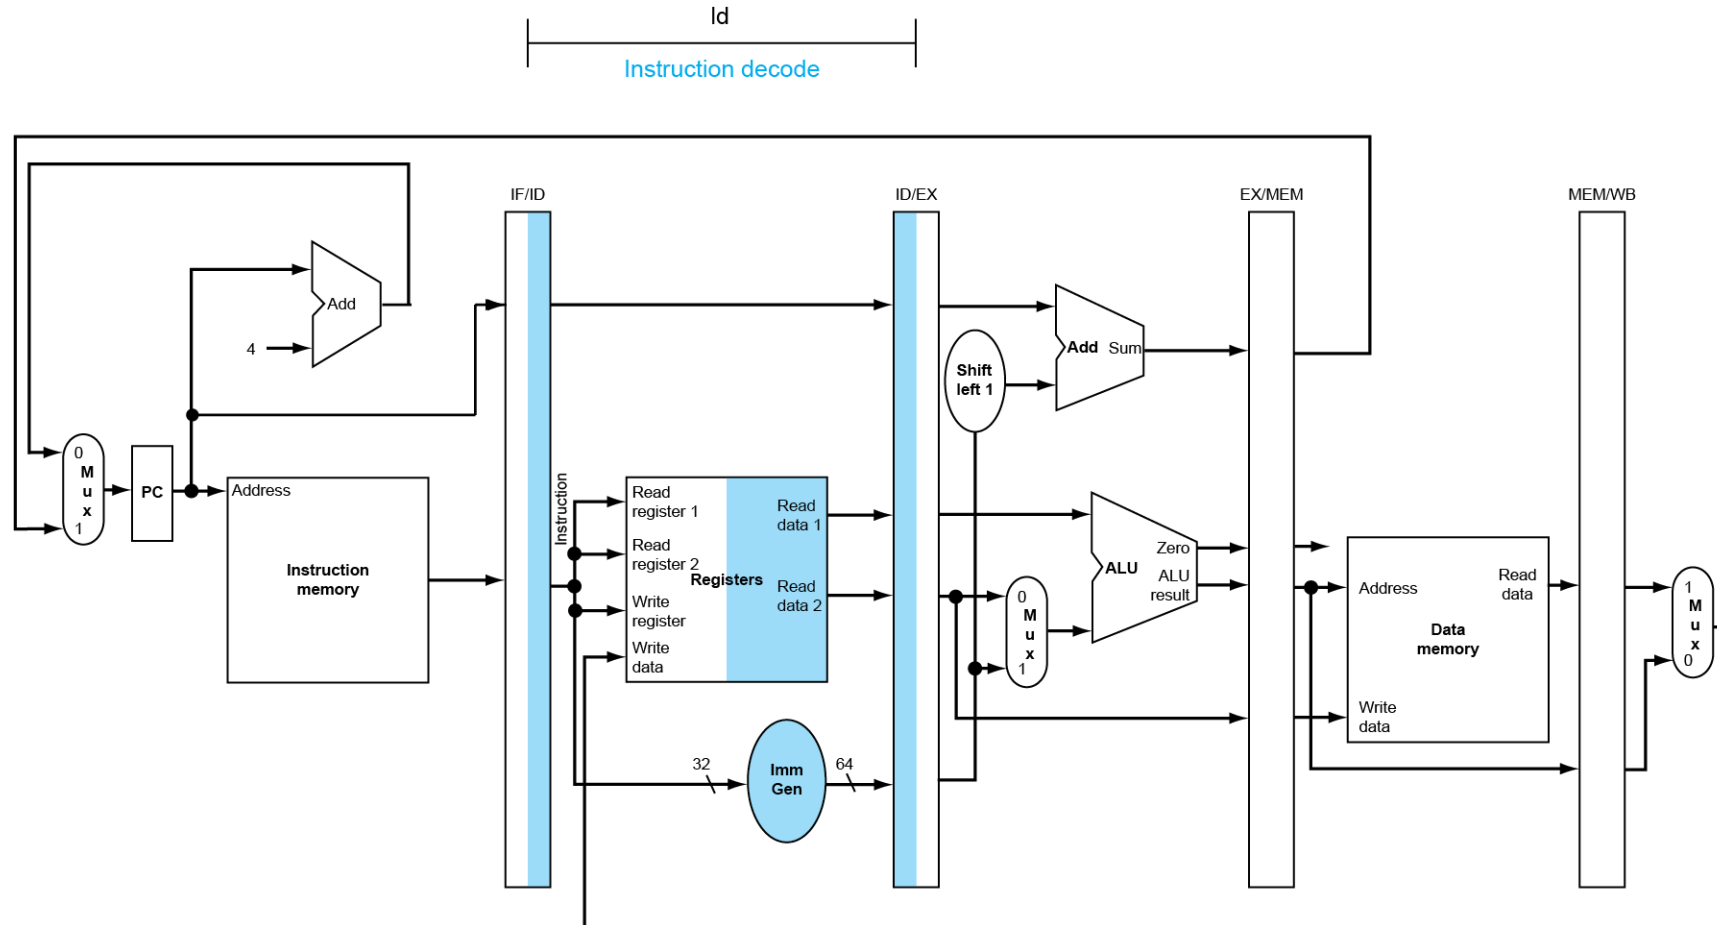 Id
Instruction decode
IF/ID
ID/EX
EX/MEM
MEM/WB
Add
4
Add Sum
Shift
left 1
0
M
u
x
1
PC
Address
Instruction
memory
Instruction
Read
register 1
Read
register 2
Registers
Write
register
Write
data
Read
data 1
Read
data 2
32
Imm
Gen
64
0
M
u
x
1
Zero
ALU
ALU
result
Address
Read
data
Data
memory
Write
data
1
M
u
x
0